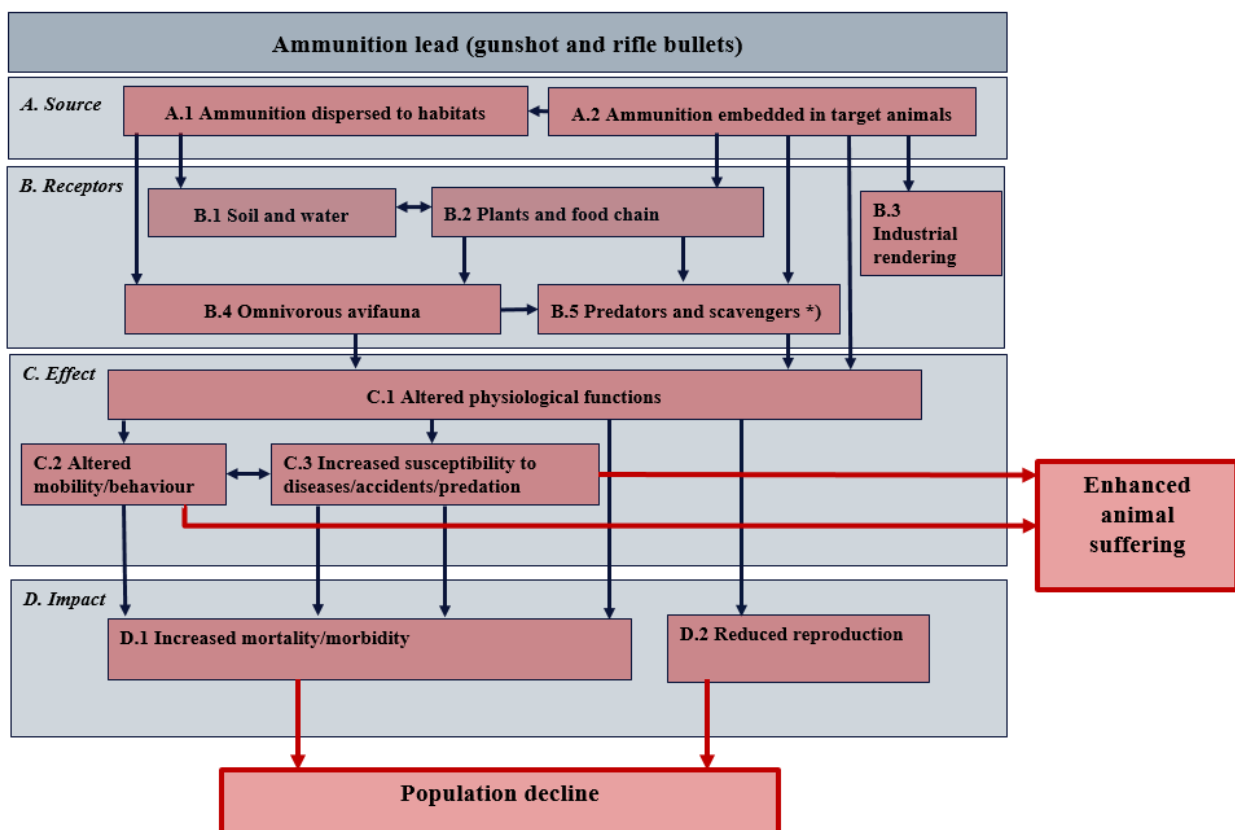 Ammunition lead (gunshot and rifle bullets)
A. Source
A.1 Ammunition dispersed to habitats
A.2 Ammunition embedded in target animals
B. Receptors
B.1 Soil and water
B.2 Plants and food chain
B.3
Industrial
rendering
B.4 Omnivorous avifauna
B.5 Predators and scavengers *)
C. Effect
C.1 Altered physiological functions
C.2 Altered
mobility/behaviour
C.3 Increased susceptibility to
diseases/accidents/predation
Enhanced
animal
suffering
D. Impact
D.1 Increased mortality/morbidity
D.2 Reduced reproduction
Population decline